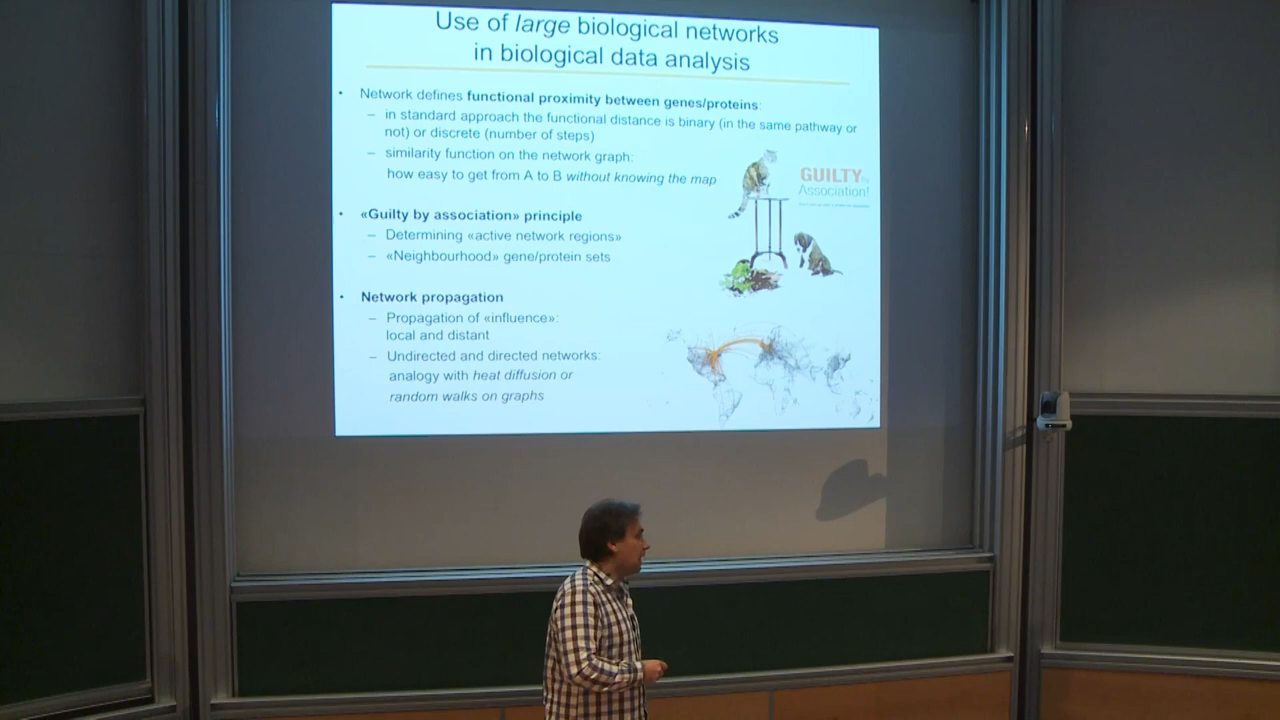 Use of large biological networks
in biological data analysis
• Network defines functional proximity between genes/proteins:
– in standard approach the functional distance is binary (in the same pathway or
not) or discrete (number of steps)
– similarity function on the network graph:
how easy to get from A to B without knowing the map
GUILTY by
Association!
• «Guilty by association» principle
– Determining «active network regions»
– «Neighbourhood» gene/protein sets
• Network propagation
– Propagation of «influence»:
local and distant
– Undirected and directed networks:
analogy with heat diffusion or
random walks on graphs